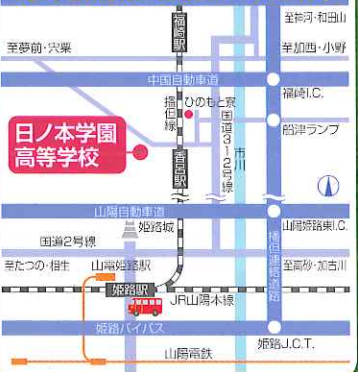 福崎駅
至神河・和田山
至夢前・宍粟
至加西・小野
中国自動車道
福崎I.C.
播但線
ひのもと寮
国道312号線
市川
船津ランプ
日ノ本学園
高等学校
香呂駅
山陽自動車道
山陽姫路東I.C.
姫路城
国道2号線
播但連絡道路
至たつの・相生
山電姫路駅
至高砂・加古川
姫路駅
JR山陽本線
姫路バイパス
姫路J.C.T.
山陽電鉄